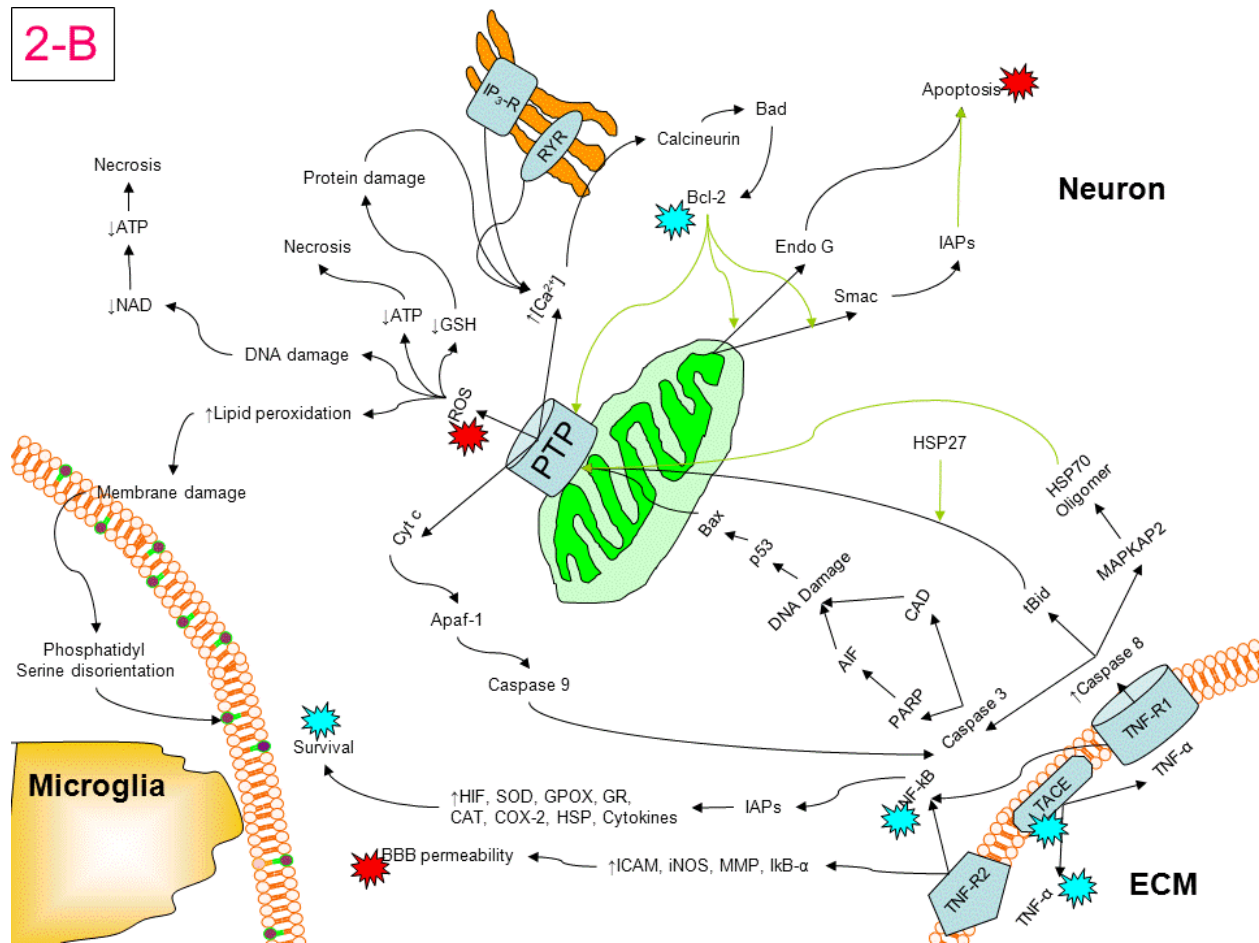 2-B
IP3-R
RYR
Apoptosis
Bad
Calcineurin
Necrosis
Protein damage
Neuron
Bcl-2
↓ATP
Endo G
IAPs
Necrosis
↑[Ca2+]
Smac
↓NAD
↓ATP
↓GSH
DNA damage
ROS
↑Lipid peroxidation
PTP
HSP27
HSP70
Oligomer
Membrane damage
Cyt c
Bax
p53
MAPKAP2
DNA Damage
CAD
tBid
Apaf-1
AIF
Phosphatidyl
Serine disorientation
Caspase 9
PARP
Caspase 3
↑Caspase 8
TNF-R1
Survival
TNF-α
Microglia
NF-kB
TACE
↑HIF, SOD, GPOX, GR,
CAT, COX-2, HSP, Cytokines
IAPs
BBB permeability
↑ICAM, iNOS, MMP, IkB-α
TNF-R2
TNF-α
ECM